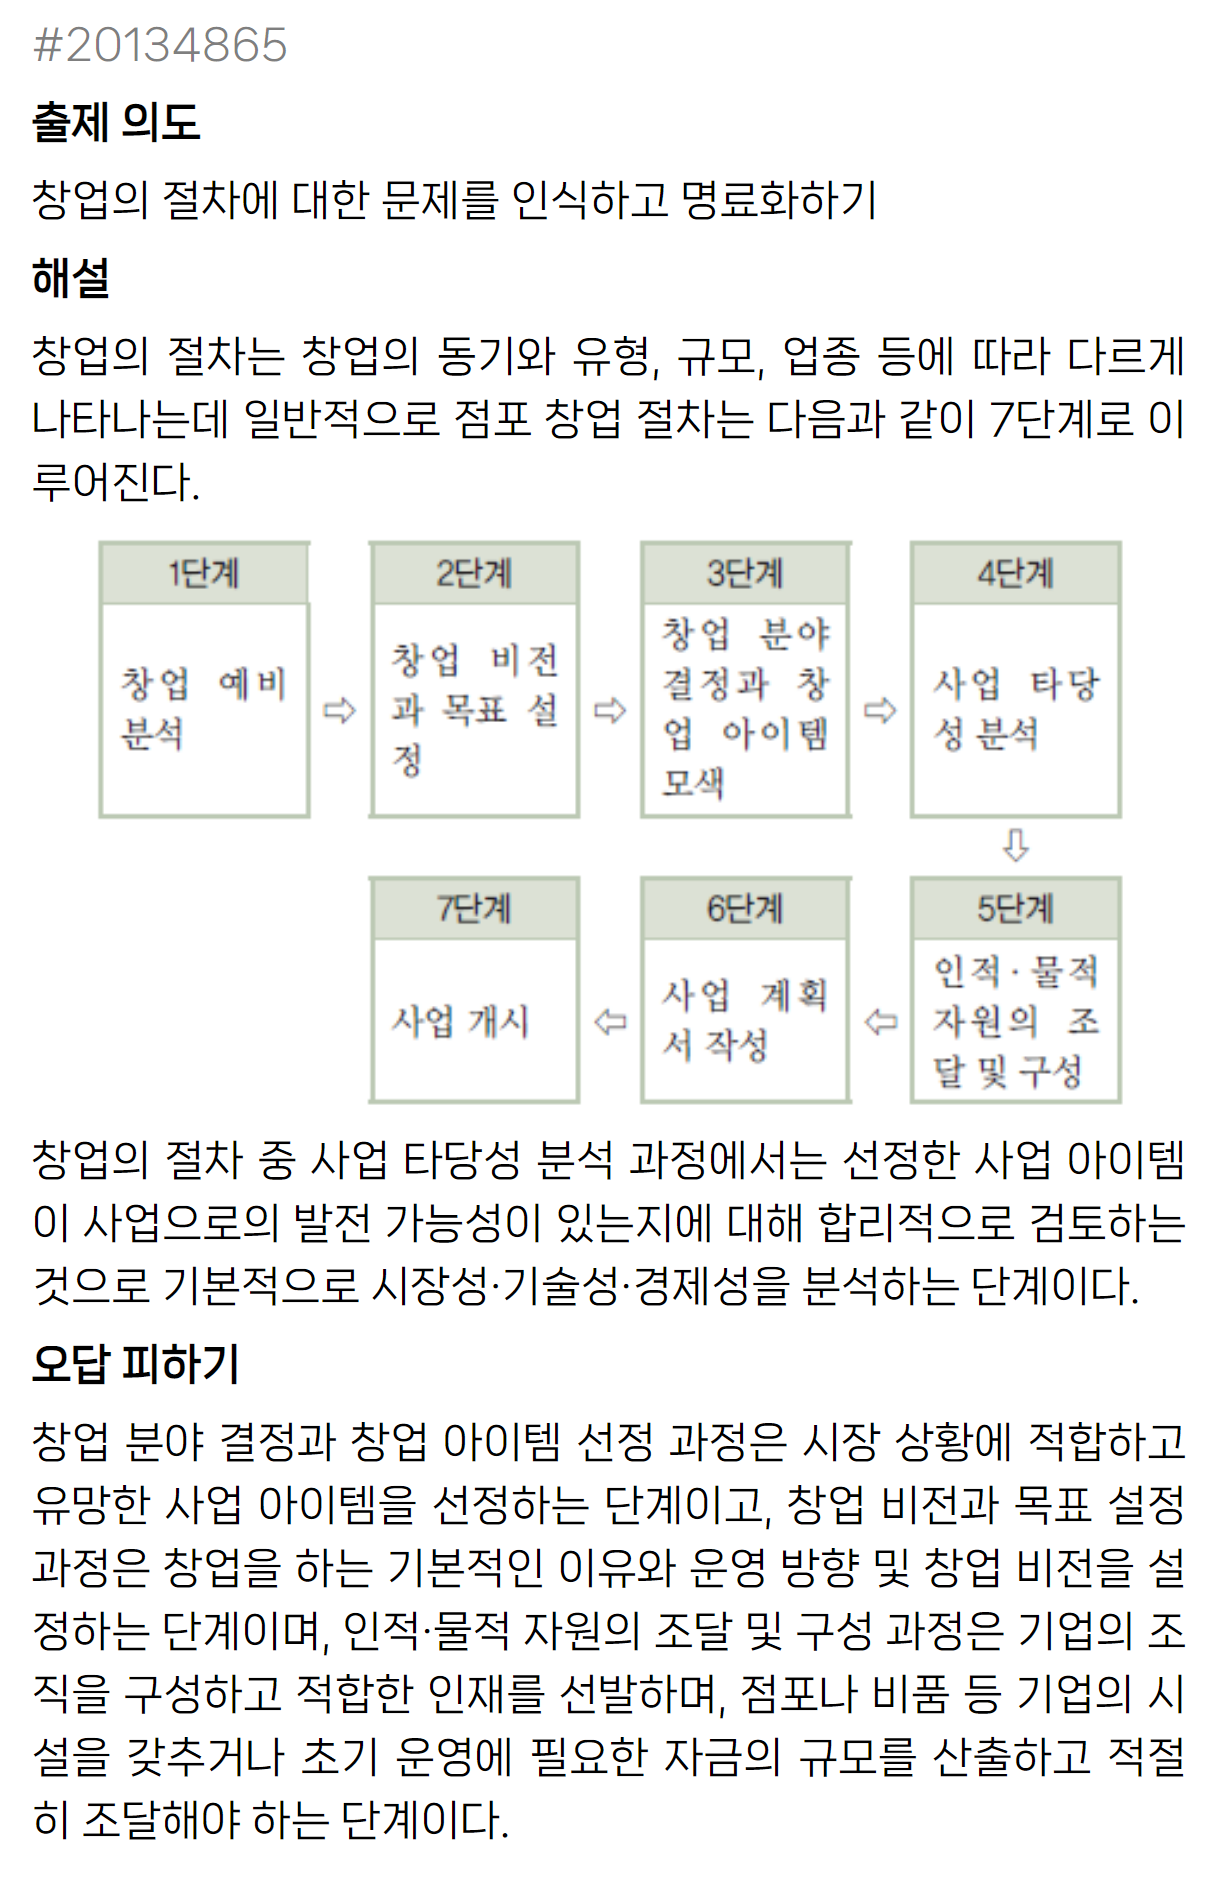 #20134865
출제 의도
창업의 절차에 대한 문제를 인식하고 명료화하기
해설
창업의 절차는 창업의 동기와 유형, 규모, 업종 등에 따라 다르게
나타나는데 일반적으로 점포 창업 절차는 다음과 같이 7단계로 이
루어진다.
1단계
창업 예비
분석
⇨
2단계
창업 비전
과 목표 설
정
⇨
3단계
창업 분야
결정과 창
업 아이템
모색
⇨
4단계
사업 타당
성 분석
⇩
5단계
인적·물적
자원의 조
달 및 구성
⇦
6단계
사업 계획
서 작성
⇦
7단계
사업 개시
창업의 절차 중 사업 타당성 분석 과정에서는 선정한 사업 아이템
이 사업으로의 발전 가능성이 있는지에 대해 합리적으로 검토하는
것으로 기본적으로 시장성·기술성·경제성을 분석하는 단계이다.
오답 피하기
창업 분야 결정과 창업 아이템 선정 과정은 시장 상황에 적합하고
유망한 사업 아이템을 선정하는 단계이고, 창업 비전과 목표 설정
과정은 창업을 하는 기본적인 이유와 운영 방향 및 창업 비전을 설
정하는 단계이며, 인적·물적 자원의 조달 및 구성 과정은 기업의 조
직을 구성하고 적합한 인재를 선발하며, 점포나 비품 등 기업의 시
설을 갖추거나 초기 운영에 필요한 자금의 규모를 산출하고 적절
히 조달해야 하는 단계이다.